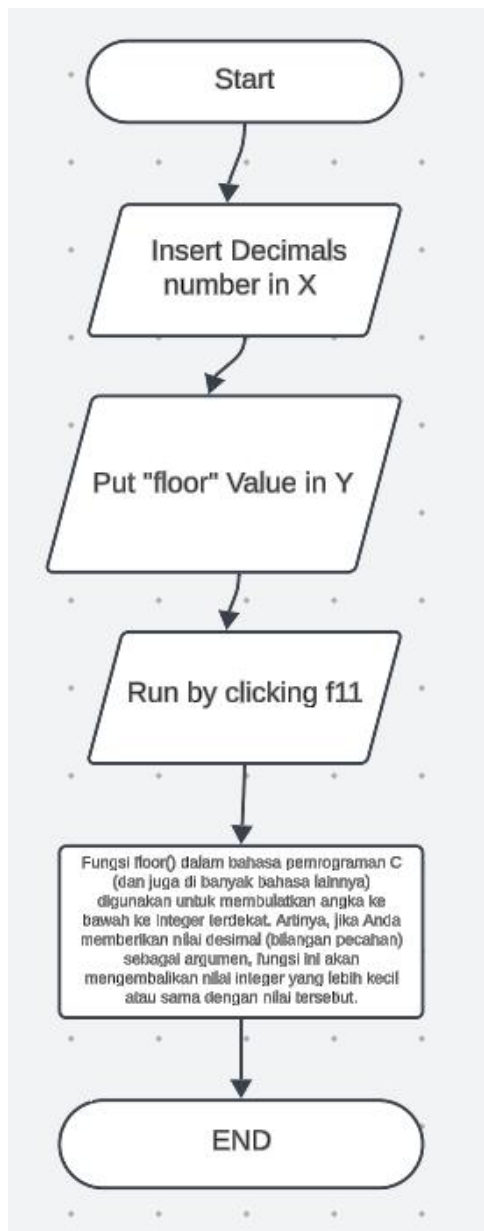 Start
Insert Decimals
number in X
Put "floor" Value in Y
Run by clicking f11
Fungsi floor() dalam bahasa pemrograman C
(dan juga di banyak bahasa lainnya)
digunakan untuk membulatkan angka ke
bawah ke integer terdekat. Artinya, jika Anda
memberikan nilai desimal (bilangan pecahan)
sebagai argumen, fungsi ini akan
mengembalikan nilai integer yang lebih kecil
atau sama dengan nilai tersebut.
END